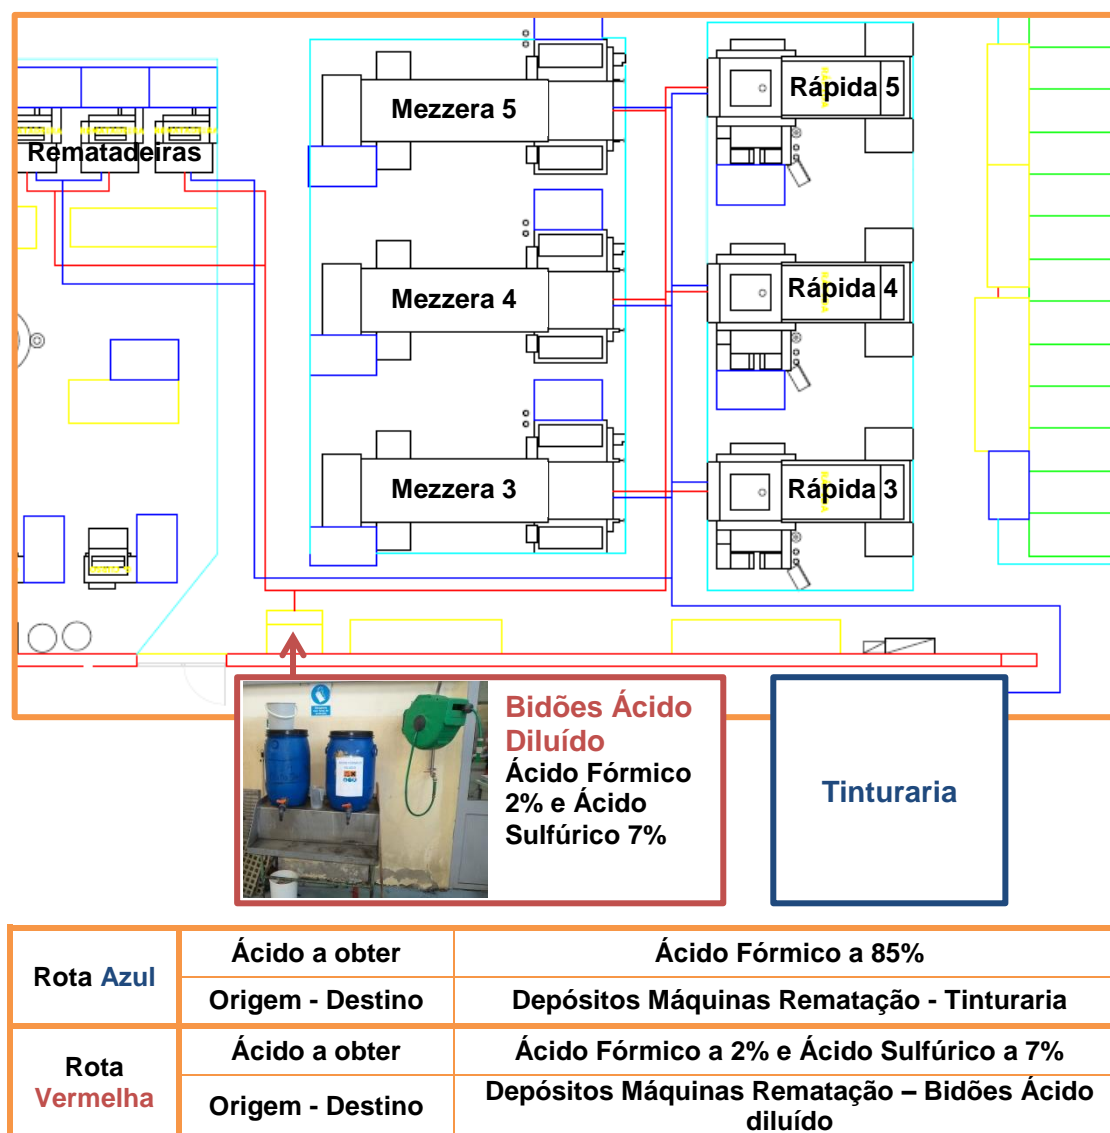 Rematadeiras
Mezzera 5
Rápida 5
Mezzera 4
Rápida 4
Mezzera 3
Rápida 3
Bidões Ácido
Diluído
Ácido Fórmico
2% e Ácido
Sulfúrico 7%
Tinturaria
Rota Azul
Ácido a obter
Ácido Fórmico a 85%
Origem - Destino
Depósitos Máquinas Rematação - Tinturaria
Rota
Vermelha
Ácido a obter
Ácido Fórmico a 2% e Ácido Sulfúrico a 7%
Origem - Destino
Depósitos Máquinas Rematação – Bidões Ácido
diluído